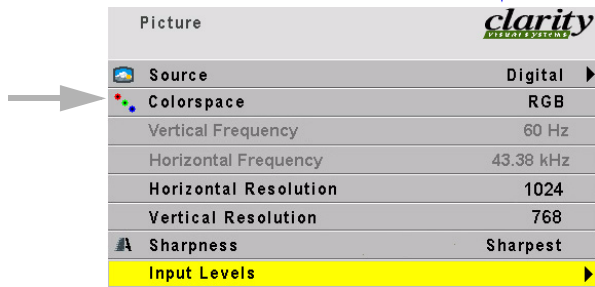 Picture
clarity
VISUAL SYSTEMS
Source Digital
Colorspace RGB
Vertical Frequency 60 Hz
Horizontal Frequency 43.38 kHz
Horizontal Resolution 1024
Vertical Resolution 768
Sharpness Sharpest
Input Levels